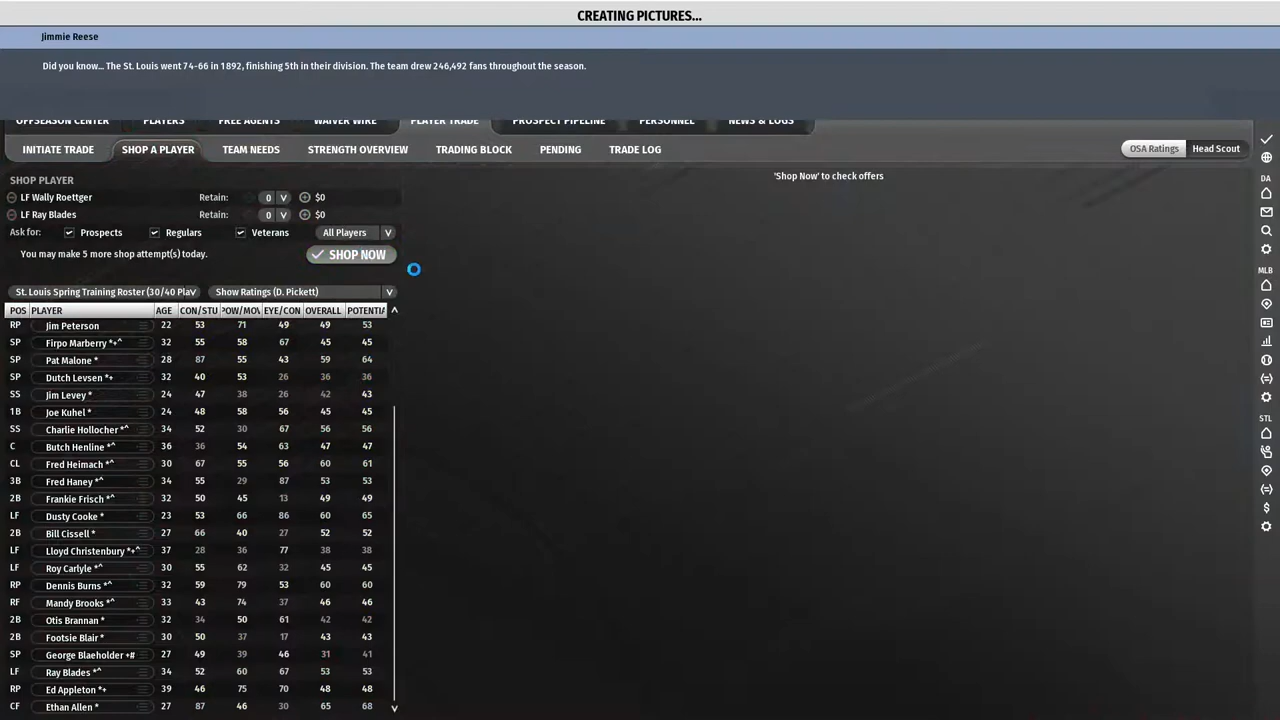 CREATING PICTURES...
Jimmie Reese
Did you know... The St. Louis went 74-66 in 1892, finishing 5th in their division. The team drew 246,492 fans throughout the season.
OFFSEASON CENTER PLAYERS FREE AGENTS WAIVER WIRE PLAYER TRADE PROSPECT PIPELINE PERSONNEL NEWS & LOGS
INITIATE TRADE SHOP A PLAYER TEAM NEEDS STRENGTH OVERVIEW TRADING BLOCK PENDING TRADE LOG OSA Ratings Head Scout
SHOP PLAYER 'Shop Now' to check offers
LF Wally Roettger Retain: 0 V $0
LF Ray Blades Retain: 0 V $0
Ask for: Prospects Regulars Veterans All Players V
You may make 5 more shop attempt(s) today. SHOP NOW
St. Louis Spring Training Roster (30/40 Pla V Show Ratings (D. Pickett) V
POS PLAYER AGE CON/STU POW/MOV EYE/CON OVERALL POTENTIA
RP Jim Peterson 22 53 71 49 49 53
SP Firpo Marberry *+^ 32 55 58 67 45 45
SP Pat Malone * 28 87 55 43 59 64
SP Dutch Levsen *+ 32 40 53 26 36 36
SS Jim Levey * 24 47 38 26 42 43
1B Joe Kuhel * 24 48 58 56 45 45
SS Charlie Hollocher *^ 34 52 30 67 56 56
C Butch Henline *^ 36 36 54 63 47 47
CL Fred Heimach *^ 30 67 55 56 60 61
3B Fred Haney *^ 34 55 29 87 53 53
2B Frankie Frisch *^ 32 50 45 13 49 49
LF Dusty Cooke * 23 53 66 86 60 65
2B Bill Cissell * 27 66 40 27 52 52
LF Lloyd Christenbury *+^ 37 28 36 77 38 38
LF Roy Carlyle *^ 30 55 62 32 45 45
RP Dennis Burns *^ 32 59 79 53 60 60
RF Mandy Brooks *^ 33 43 74 37 46 46
2B Otis Brannan * 32 34 50 61 42 42
2B Footsie Blair * 30 50 37 17 43 43
SP George Blaeholder +# 27 49 39 46 31 41
LF Ray Blades *^ 34 52 60 67 53 53
RP Ed Appleton *+ 39 46 75 70 48 48
CF Ethan Allen * 27 87 46 30 65 68
DA
MLB
STL